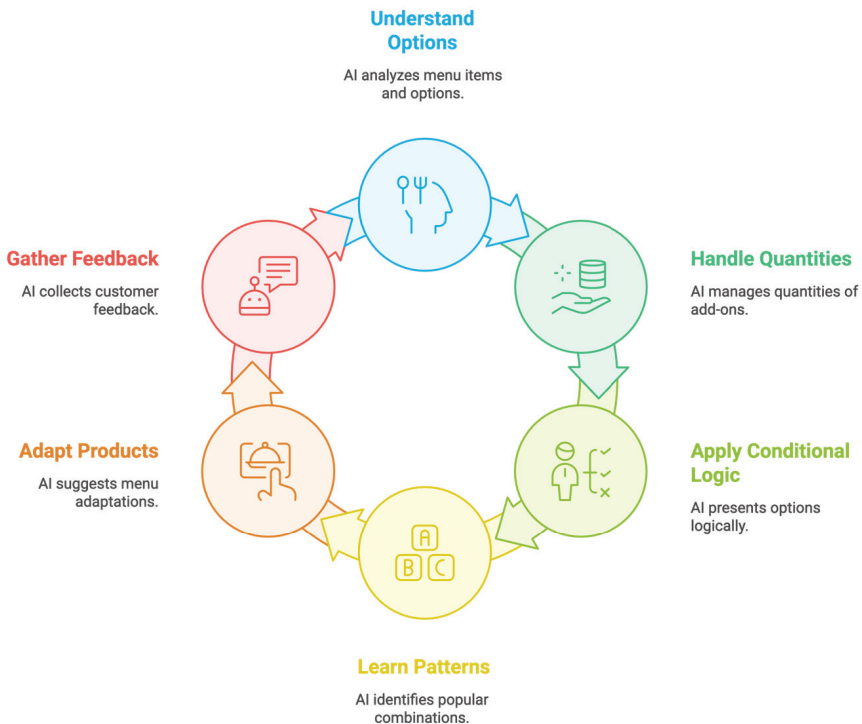 Understand
Options
AI analyzes menu items
and options.
Handle Quantities
AI manages quantities of
add-ons.
Apply Conditional
Logic
AI presents options
logically.
A
B C
Learn Patterns
AI identifies popular
combinations.
Adapt Products
AI suggests menu
adaptations.
Gather Feedback
AI collects customer
feedback.